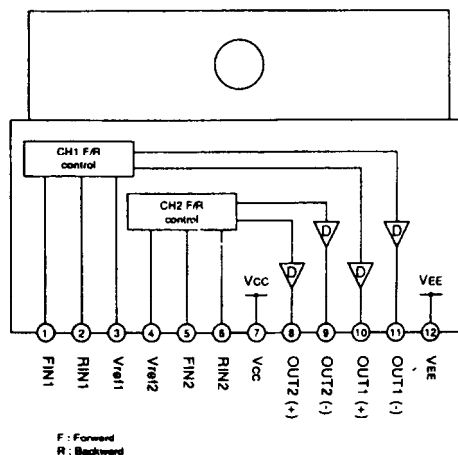 CH1 F/R
control
CH2 F/R
control
D
D
D
D
VCC
VEE
1 2 3 4 5 6 7 8 9 10 11 12
FIN1
RIN1
Vref1
Vref2
FIN2
RIN2
Vcc
OUT2 (+)
OUT2 (-)
OUT1 (+)
OUT1 (-)
VEE
F : Forward
R : Backward